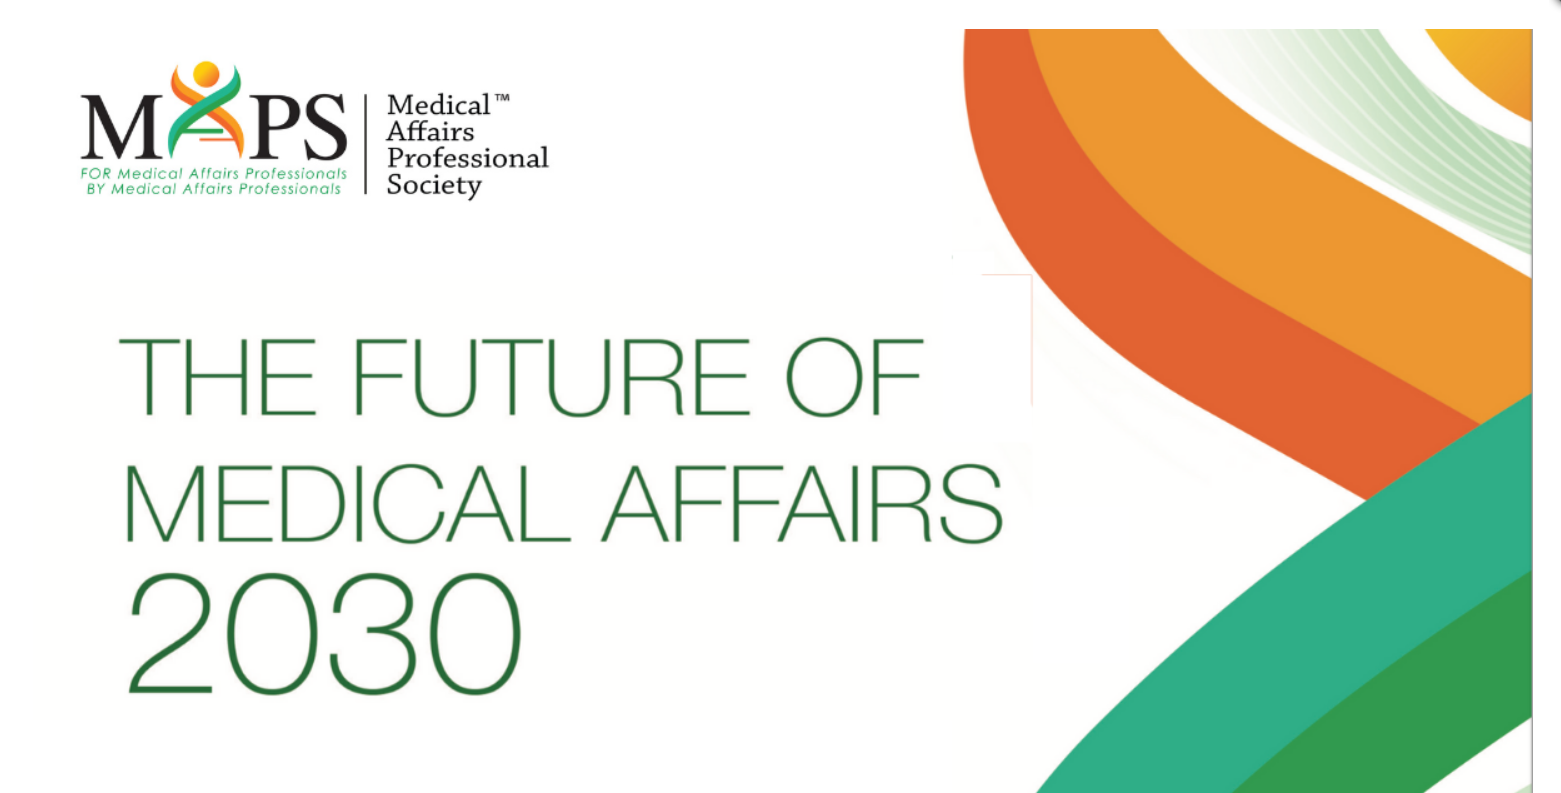 MAPS
FOR Medical Affairs Professionals
BY Medical Affairs Professionals
Medical™
Affairs
Professional
Society
THE FUTURE OF
MEDICAL AFFAIRS
2030